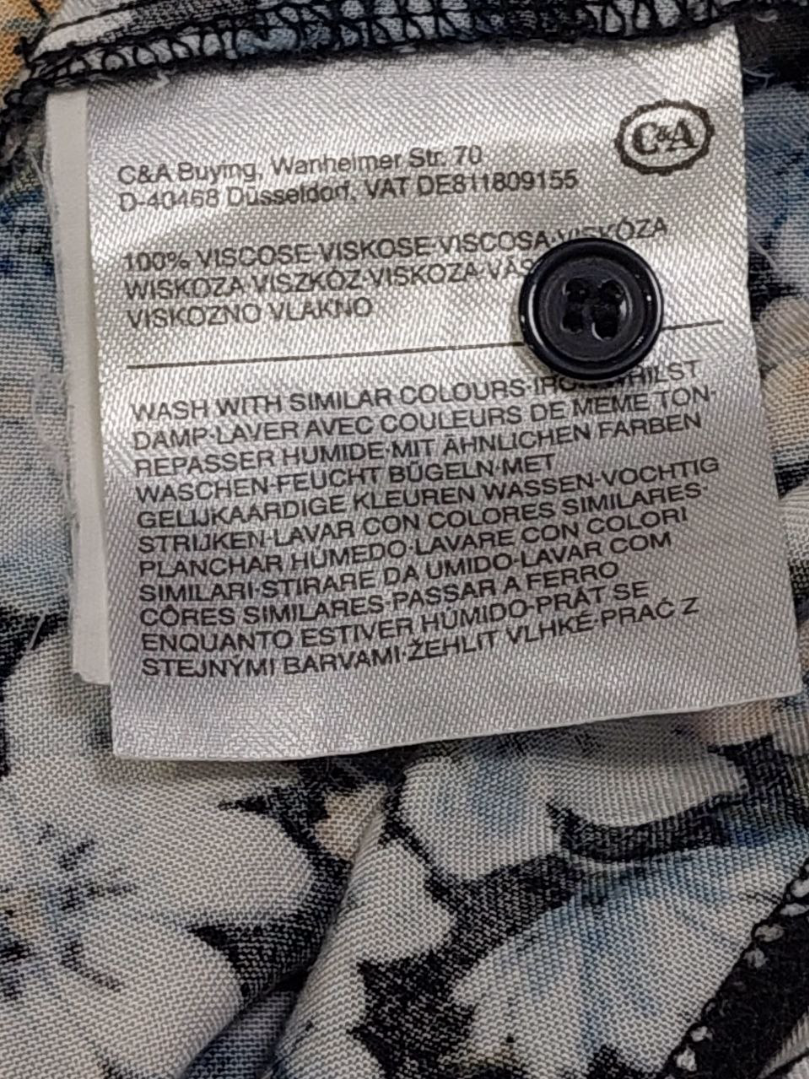 C&A
C&A Buying, Wanheimer Str. 70
D-40468 Düsseldorf, VAT DE811809155
100% VISCOSE·VISKOSE·VISCOSA·VISKÓZA
WISKOZA·VISZKÓZ·VISKOZA·VÂS
VISKOZNO VLAKNO
WASH WITH SIMILAR COLOURS·IRON WHILST
DAMP·LAVER AVEC COULEURS DE MEME TON·
REPASSER HUMIDE·MIT ÄHNLICHEN FARBEN
WASCHEN·FEUCHT BÜGELN·MET
GELIJKAARDIGE KLEUREN WASSEN·VOCHTIG
STRIJKEN·LAVAR CON COLORES SIMILARES·
PLANCHAR HÚMEDO·LAVARE CON COLORI
SIMILARI·STIRARE DA UMIDO·LAVAR COM
CÔRES SIMILARES·PASSAR A FERRO
ENQUANTO ESTIVER HÚMIDO·PRÁT SE
STEJNÝMI BARVAMI·ŽEHLIT VLHKÉ·PRAĆ Z